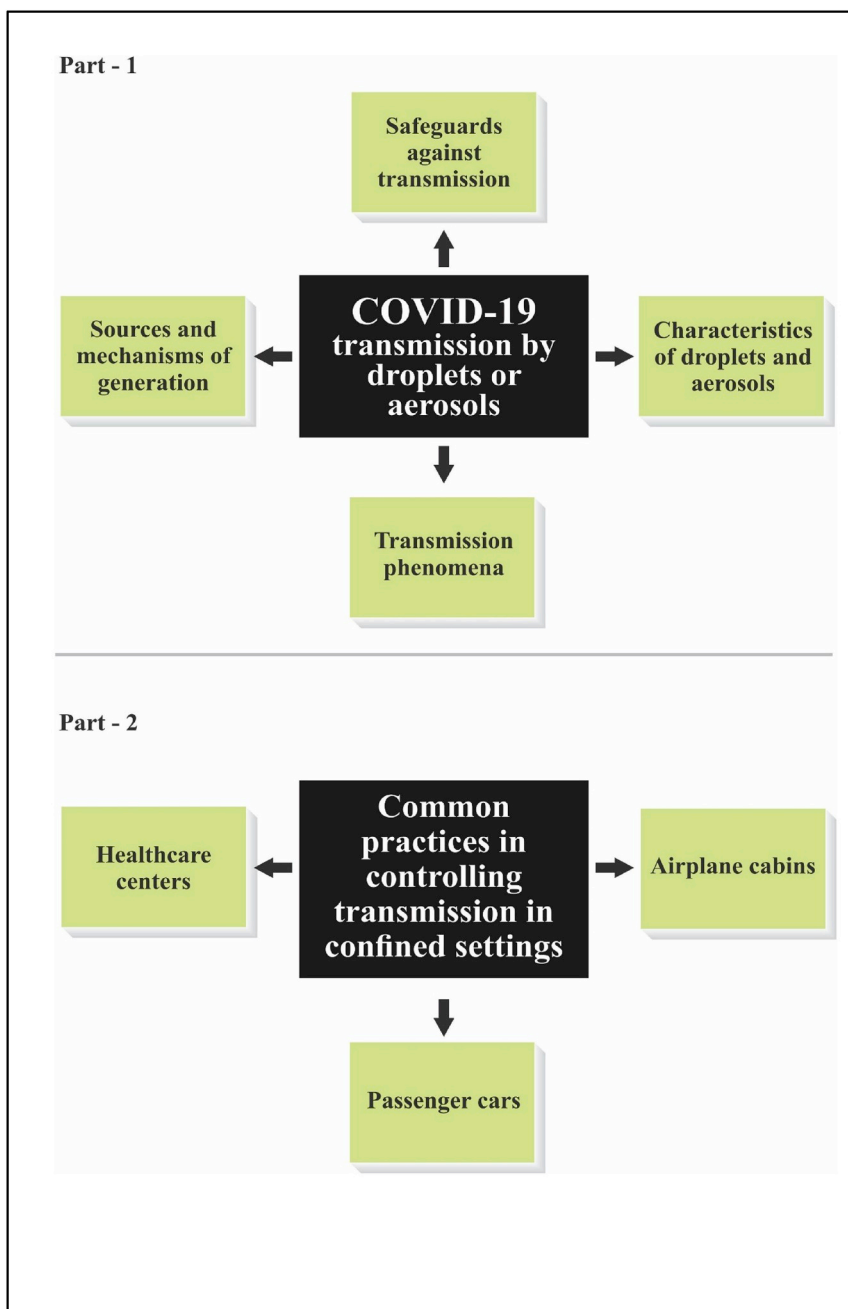 Part - 1
Safeguards
against
transmission
Sources and
mechanisms of
generation
COVID-19
transmission by
droplets or
aerosols
Characteristics
of droplets and
aerosols
Transmission
phenomena
Part - 2
Healthcare
centers
Common
practices in
controlling
transmission in
confined settings
Airplane cabins
Passenger cars